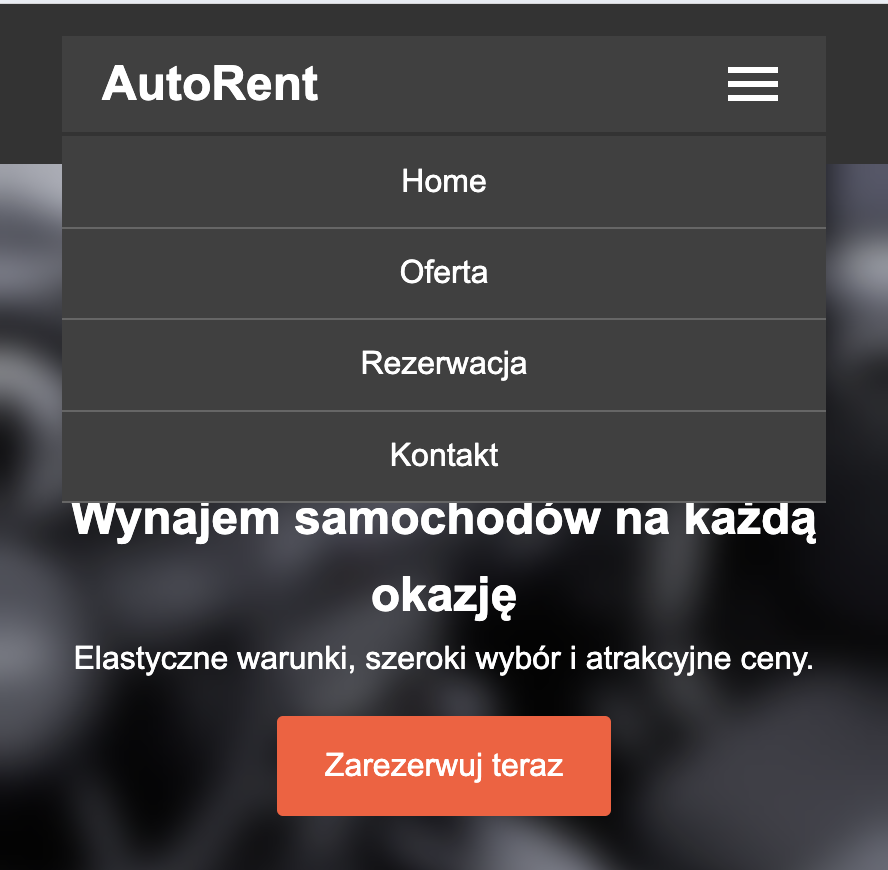 AutoRent
Home
Oferta
Rezerwacja
Kontakt
Wynajem samochodów na każdą
okazję
Elastyczne warunki, szeroki wybór i atrakcyjne ceny.
Zarezerwuj teraz